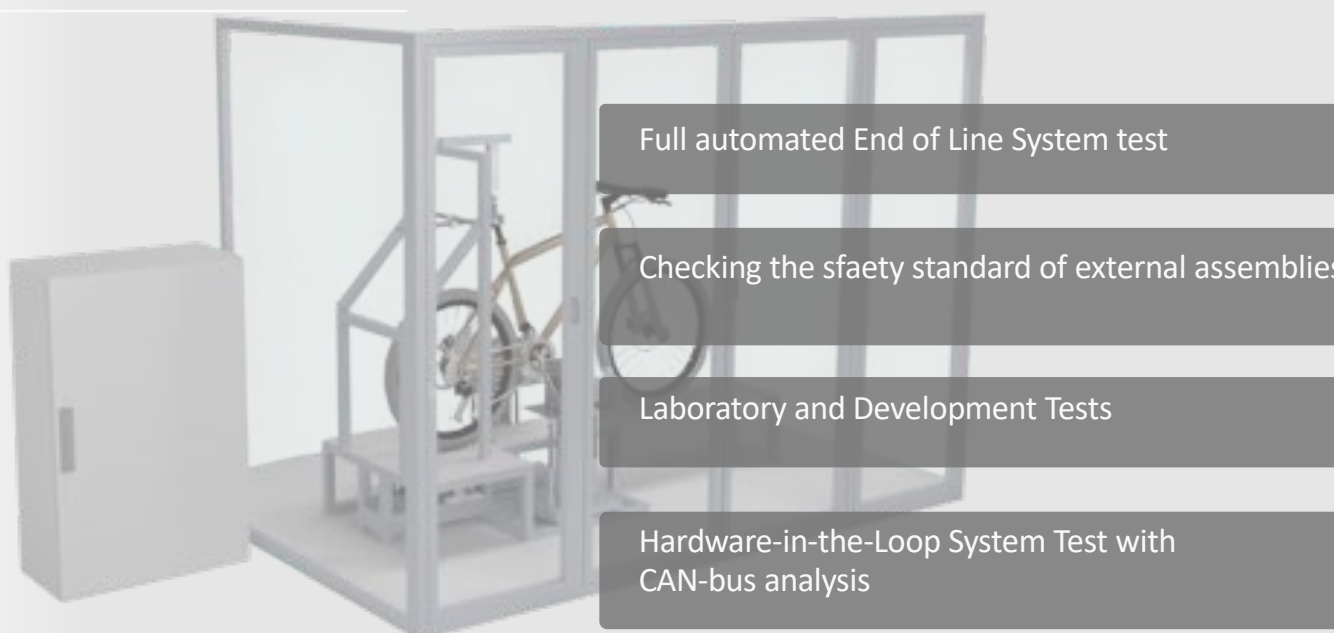 Full automated End of Line System test
Checking the sfaety standard of external assemblies
Laboratory and Development Tests
Hardware-in-the-Loop System Test with
CAN-bus analysis